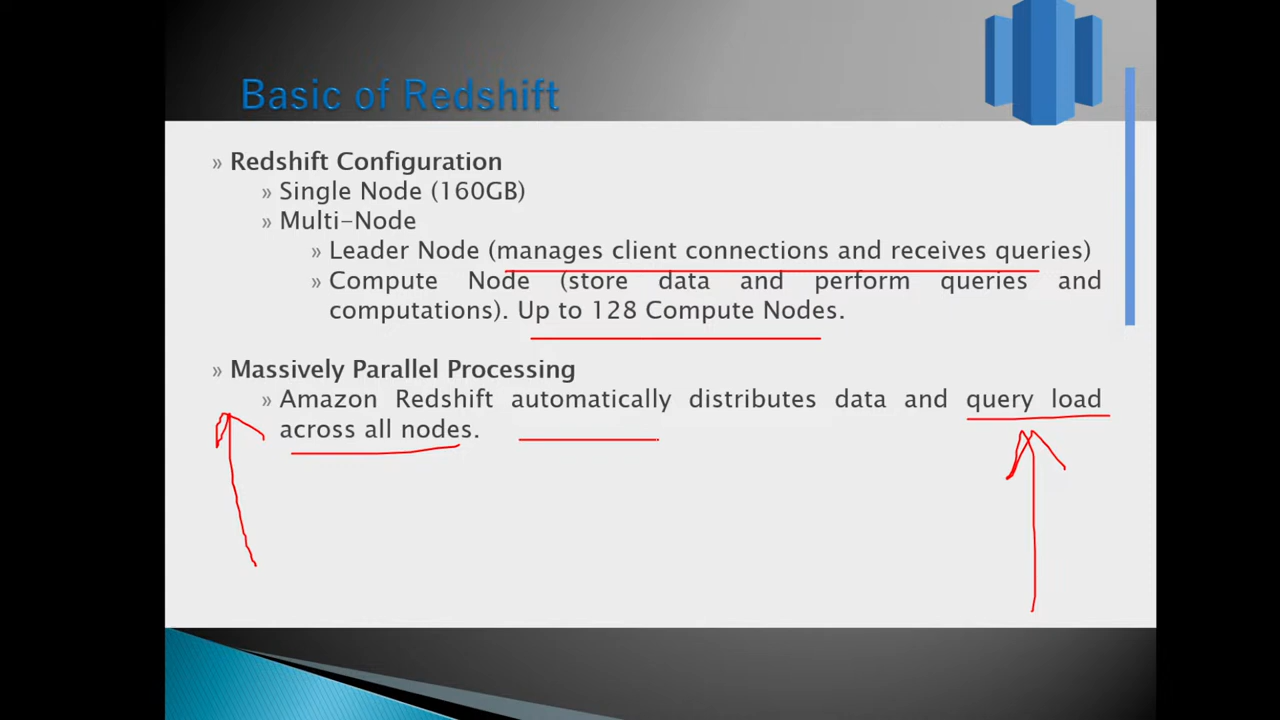 Basic of Redshift
» Redshift Configuration
» Single Node (160GB)
» Multi-Node
» Leader Node (manages client connections and receives queries)
» Compute Node (store data and perform queries and
computations). Up to 128 Compute Nodes.
» Massively Parallel Processing
» Amazon Redshift automatically distributes data and query load
across all nodes.